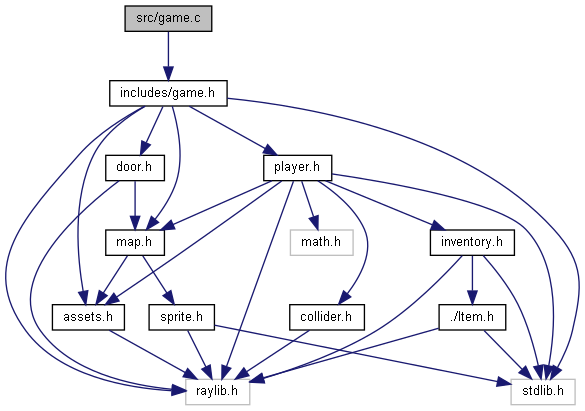 src/game.c
includes/game.h
door.h
player.h
map.h
math.h
inventory.h
assets.h
sprite.h
collider.h
./Item.h
raylib.h
stdlib.h